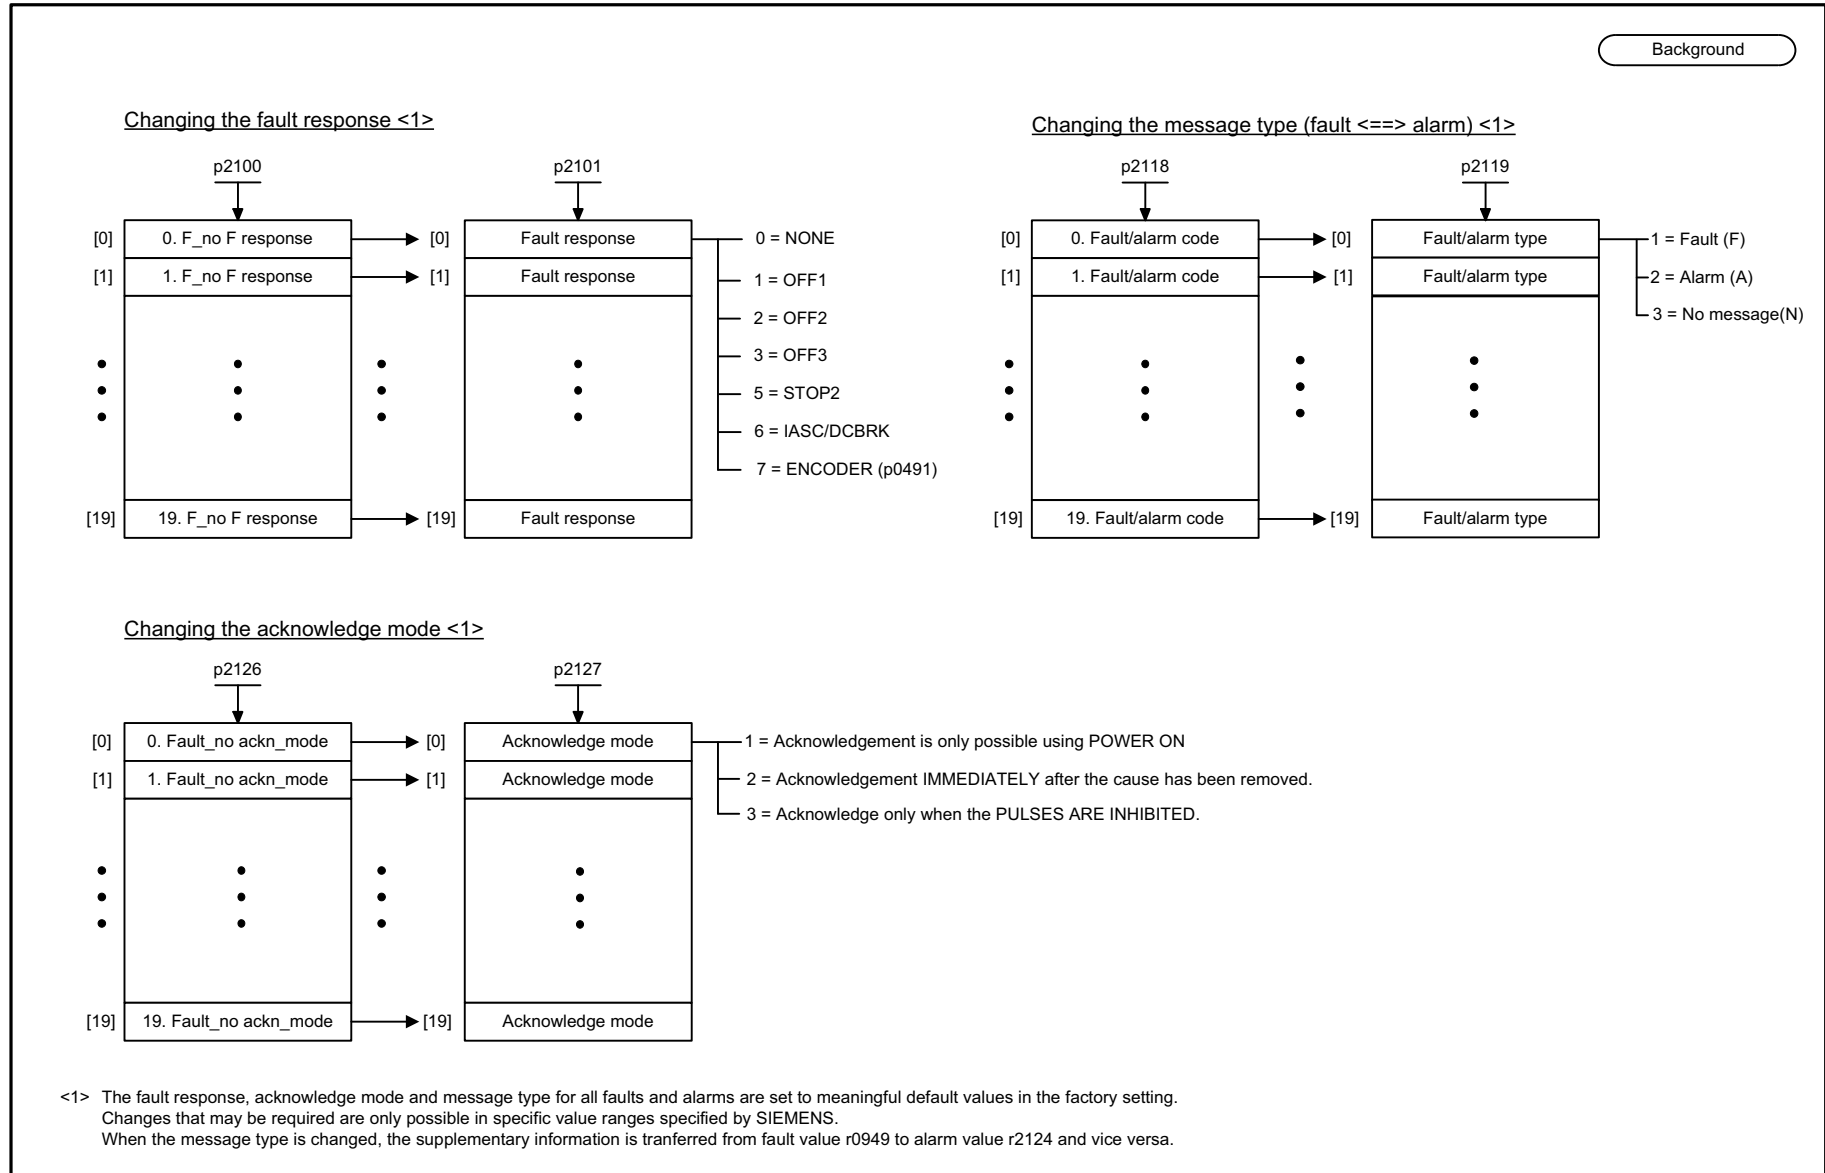 Background
Changing the fault response <1>
p2100
p2101
[0] 0. F_no F response [0] Fault response
[1] 1. F_no F response [1] Fault response
[19] 19. F_no F response [19] Fault response
0 = NONE
1 = OFF1
2 = OFF2
3 = OFF3
5 = STOP2
6 = IASC/DCBRK
7 = ENCODER (p0491)
Changing the message type (fault <==> alarm) <1>
p2118
p2119
[0] 0. Fault/alarm code [0] Fault/alarm type
[1] 1. Fault/alarm code [1] Fault/alarm type
[19] 19. Fault/alarm code [19] Fault/alarm type
1 = Fault (F)
2 = Alarm (A)
3 = No message(N)
Changing the acknowledge mode <1>
p2126
p2127
[0] 0. Fault_no ackn_mode [0] Acknowledge mode
[1] 1. Fault_no ackn_mode [1] Acknowledge mode
[19] 19. Fault_no ackn_mode [19] Acknowledge mode
1 = Acknowledgement is only possible using POWER ON
2 = Acknowledgement IMMEDIATELY after the cause has been removed.
3 = Acknowledge only when the PULSES ARE INHIBITED.
<1> The fault response, acknowledge mode and message type for all faults and alarms are set to meaningful default values in the factory setting.
Changes that may be required are only possible in specific value ranges specified by SIEMENS.
When the message type is changed, the supplementary information is tranferred from fault value r0949 to alarm value r2124 and vice versa.